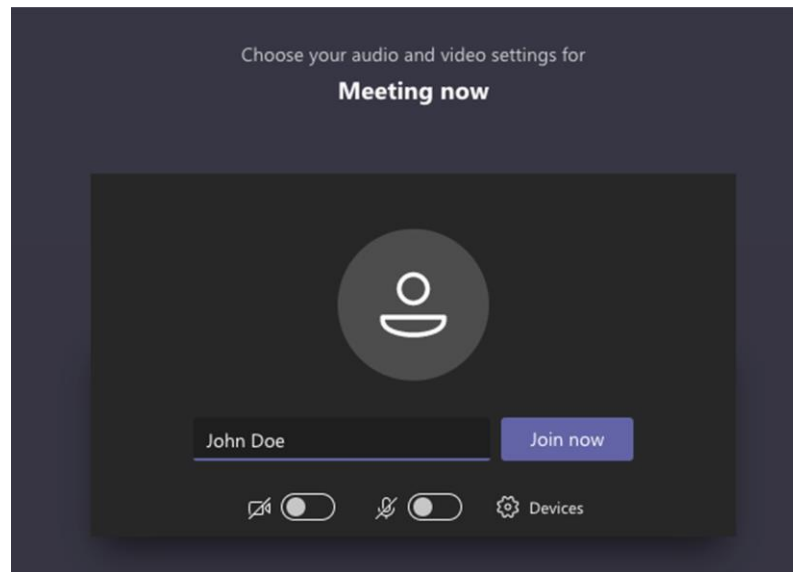 Choose your audio and video settings for
Meeting now
John Doe
Join now
Devices